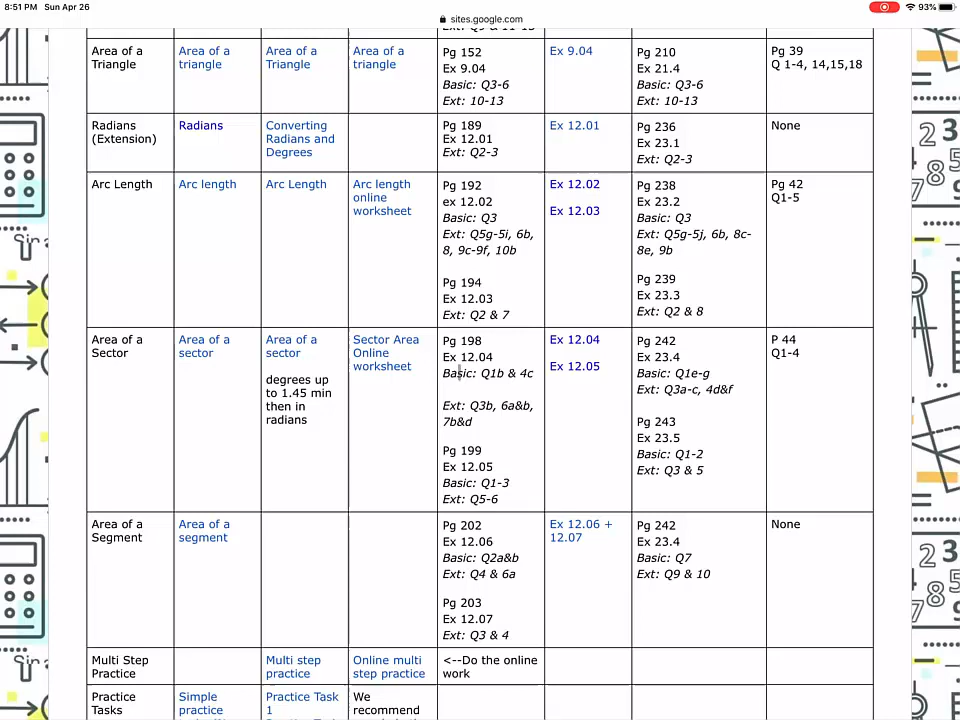 8:51 PM Sun Apr 26
93%
sites.google.com
Area of a
Triangle
Area of a
triangle
Area of a
Triangle
Area of a
triangle
Pg 152
Ex 9.04
Basic: Q3-6
Ext: 10-13
Ex 9.04
Pg 210
Ex 21.4
Basic: Q3-6
Ext: 10-13
Pg 39
Q 1-4, 14,15,18
Radians
(Extension)
Radians
Converting
Radians and
Degrees
Pg 189
Ex 12.01
Ext: Q2-3
Ex 12.01
Pg 236
Ex 23.1
Ext: Q2-3
None
Arc Length
Arc length
Arc Length
Arc length
online
worksheet
Pg 192
ex 12.02
Basic: Q3
Ext: Q5g-5i, 6b,
8, 9c-9f, 10b
Pg 194
Ex 12.03
Ext: Q2 & 7
Ex 12.02
Ex 12.03
Pg 238
Ex 23.2
Basic: Q3
Ext: Q5g-5j, 6b, 8c-
8e, 9b
Pg 239
Ex 23.3
Ext: Q2 & 8
Pg 42
Q1-5
Area of a
Sector
Area of a
sector
Area of a
sector
degrees up
to 1.45 min
then in
radians
Sector Area
Online
worksheet
Pg 198
Ex 12.04
Basic: Q1b & 4c
Ext: Q3b, 6a&b,
7b&d
Pg 199
Ex 12.05
Basic: Q1-3
Ext: Q5-6
Ex 12.04
Ex 12.05
Pg 242
Ex 23.4
Basic: Q1e-g
Ext: Q3a-c, 4d&f
Pg 243
Ex 23.5
Basic: Q1-2
Ext: Q3 & 5
P 44
Q1-4
Area of a
Segment
Area of a
segment
Pg 202
Ex 12.06
Basic: Q2a&b
Ext: Q4 & 6a
Pg 203
Ex 12.07
Ext: Q3 & 4
Ex 12.06 +
12.07
Pg 242
Ex 23.4
Basic: Q7
Ext: Q9 & 10
None
Multi Step
Practice
Multi step
practice
Online multi
step practice
<--Do the online
work
Practice
Tasks
Simple
practice
Practice Task
1
We
recommend